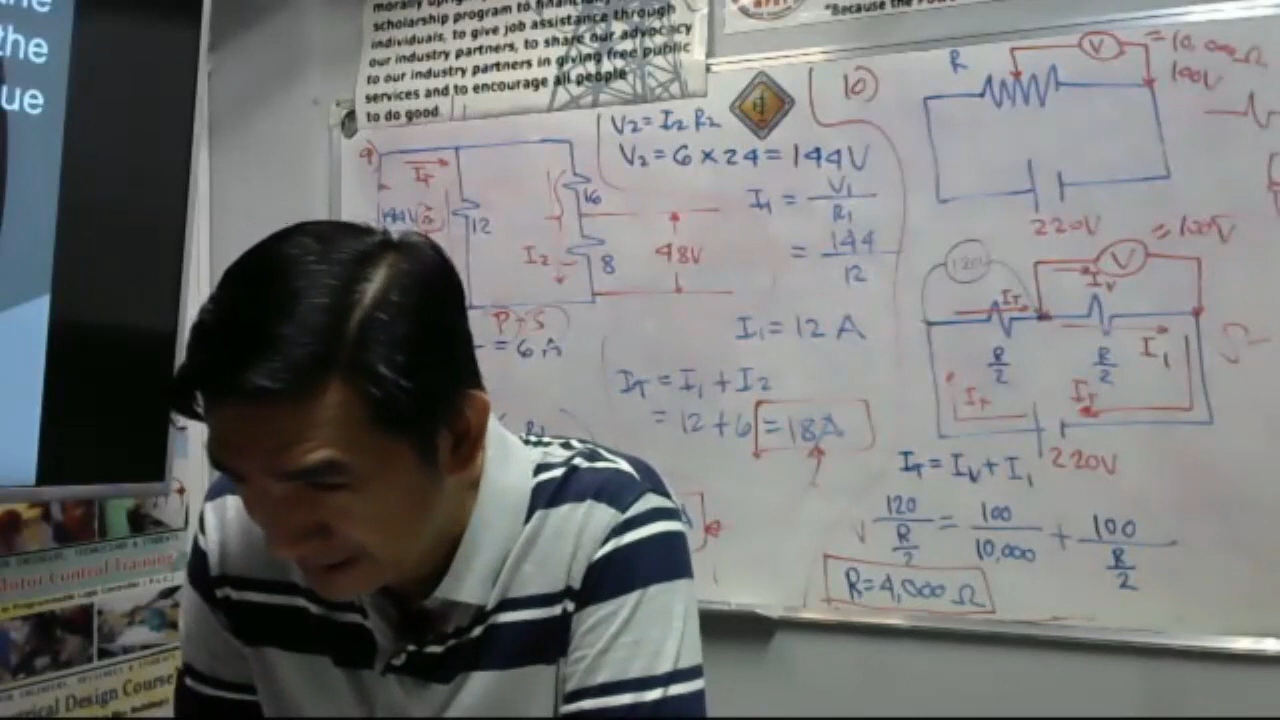 the
the
ue
scholarship program to
individuals, to give job assistance through
our industry partners, to share our advocacy
to our industry partners in giving free public
services and to encourage all people
to do good
"Because the
9)
IT
12
16
I2
8
48V
P+S
= 6A
R1
V2 = I2 R2
V2 = 6 × 24 = 144V
I1 = V1 / R1
= 144 / 12
I1 = 12 A
IT = I1 + I2
= 12 + 6 = 18A
10)
R
V
= 10,000Ω
100V
220V
120V
V
= 100V
IV
IT
R/2
R/2
I1
IT
IT
220V
IT = IV + I1
120 / (R/2) = 100 / 10,000 + 100 / (R/2)
R = 4,000 Ω
Motor Control Training
Design Course